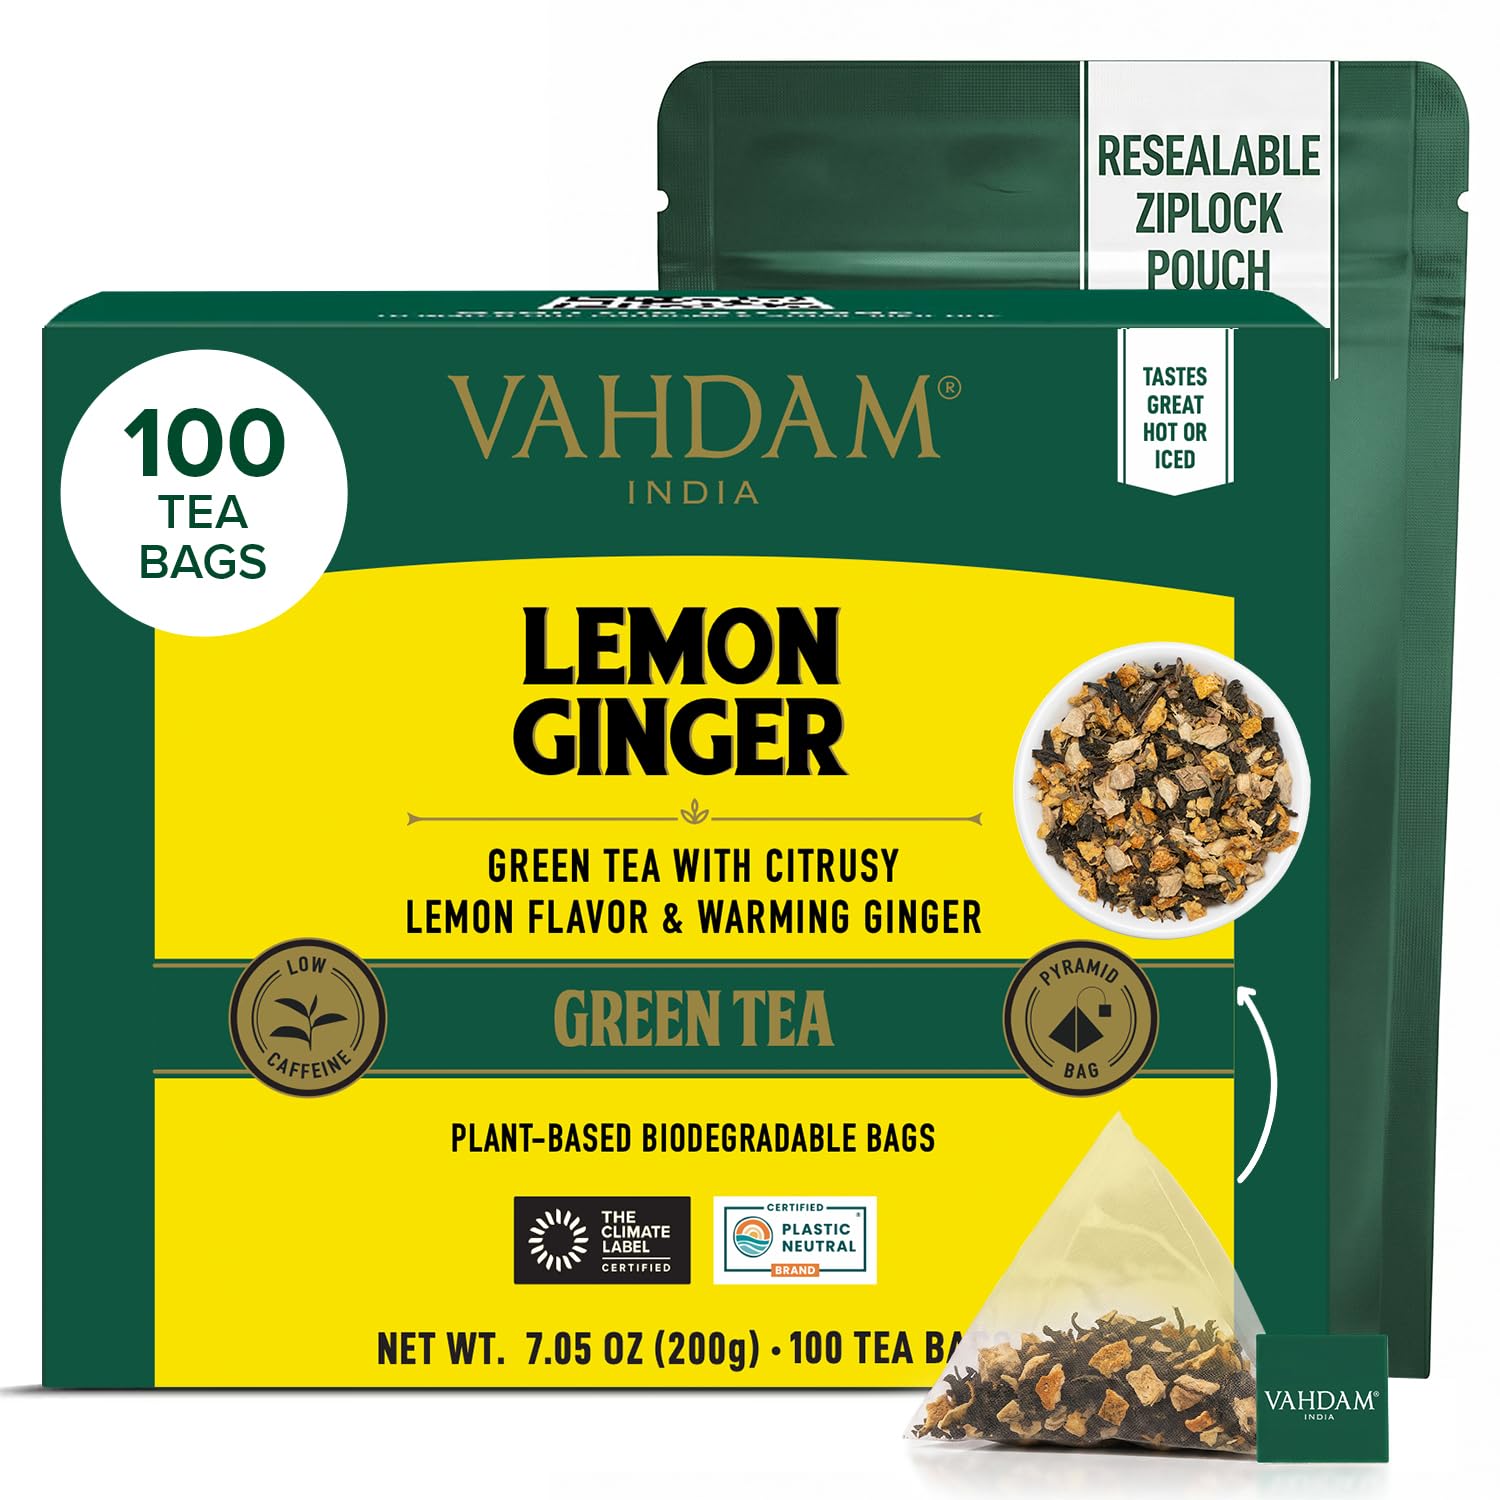 RESEALABLE
ZIPLOCK
POUCH
100
TEA
BAGS
VAHDAM®
INDIA
TASTES
GREAT
HOT OR
ICED
LEMON
GINGER
GREEN TEA WITH CITRUSY
LEMON FLAVOR & WARMING GINGER
LOW
CAFFEINE
GREEN TEA
PYRAMID
BAG
PLANT-BASED BIODEGRADABLE BAGS
THE
CLIMATE
LABEL
CERTIFIED
CERTIFIED
PLASTIC
NEUTRAL®
BRAND
NET WT. 7.05 OZ (200g) • 100 TEA
VAHDAM®
INDIA